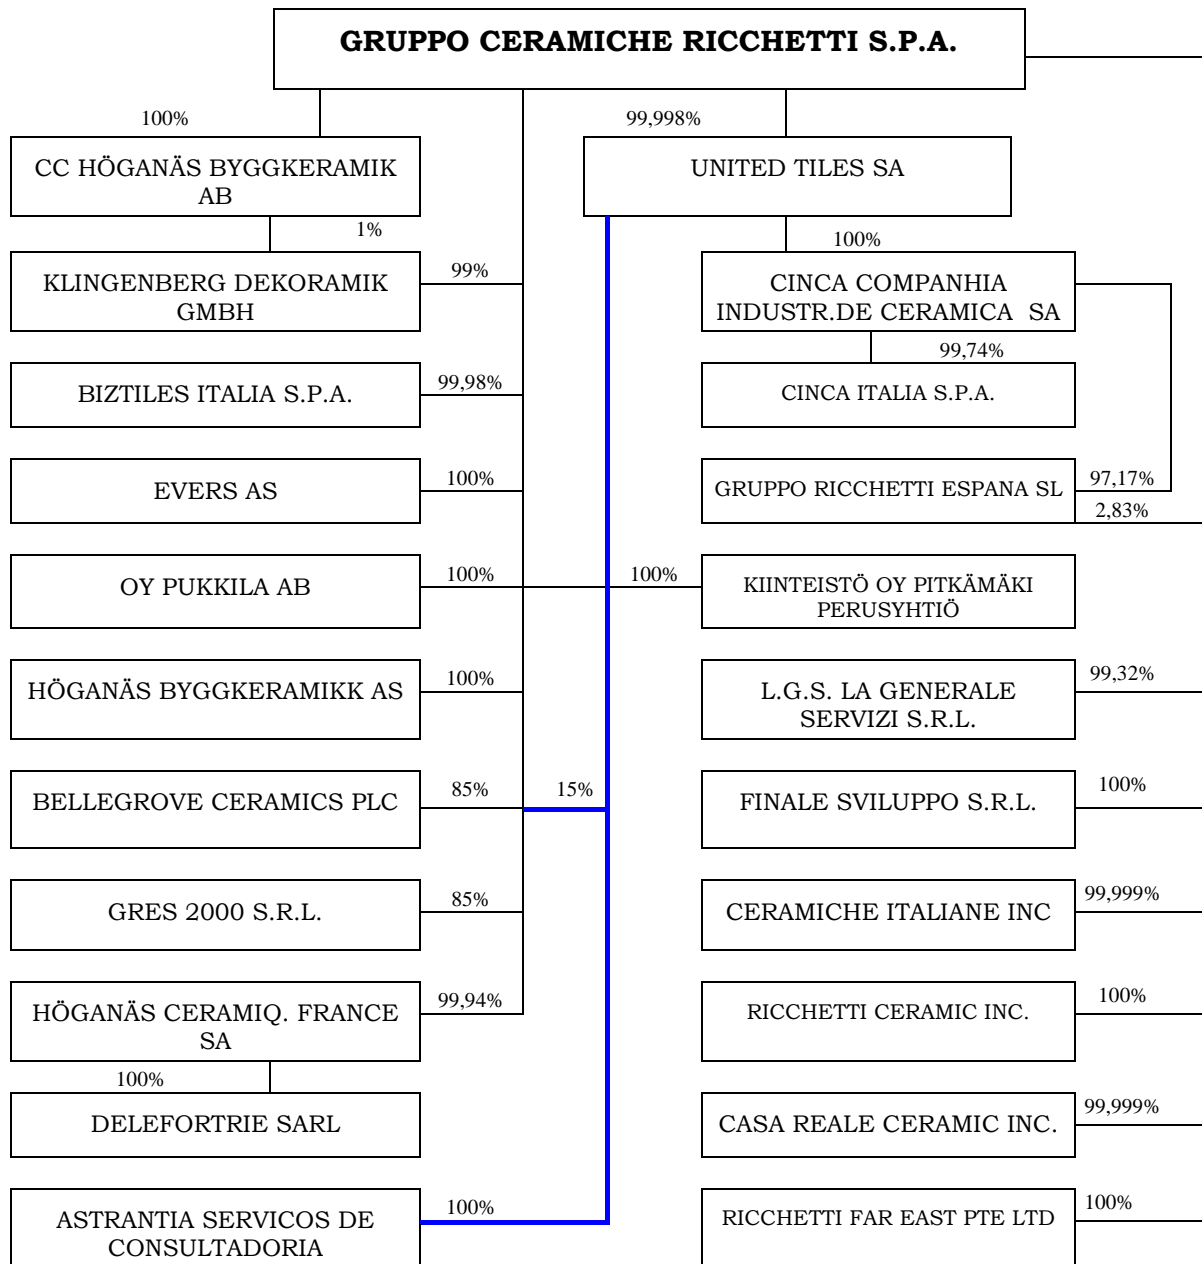 GRUPPO CERAMICHE RICCHETTI S.P.A.
100%
99,998%
CC HÖGANÄS BYGGKERAMIK
AB
UNITED TILES SA
1%
100%
KLINGENBERG DEKORAMIK
GMBH
99%
CINCA COMPANHIA
INDUSTR.DE CERAMICA SA
99,74%
BIZTILES ITALIA S.P.A.
99,98%
CINCA ITALIA S.P.A.
EVERS AS
100%
GRUPPO RICCHETTI ESPANA SL
97,17%
2,83%
OY PUKKILA AB
100%
100%
KIINTEISTÖ OY PITKÄMÄKI
PERUSYHTIÖ
HÖGANÄS BYGGKERAMIKK AS
100%
L.G.S. LA GENERALE
SERVIZI S.R.L.
99,32%
BELLEGROVE CERAMICS PLC
85%
15%
FINALE SVILUPPO S.R.L.
100%
GRES 2000 S.R.L.
85%
CERAMICHE ITALIANE INC
99,999%
HÖGANÄS CERAMIQ. FRANCE
SA
99,94%
RICCHETTI CERAMIC INC.
100%
100%
DELEFORTRIE SARL
CASA REALE CERAMIC INC.
99,999%
ASTRANTIA SERVICOS DE
CONSULTADORIA
100%
RICCHETTI FAR EAST PTE LTD
100%